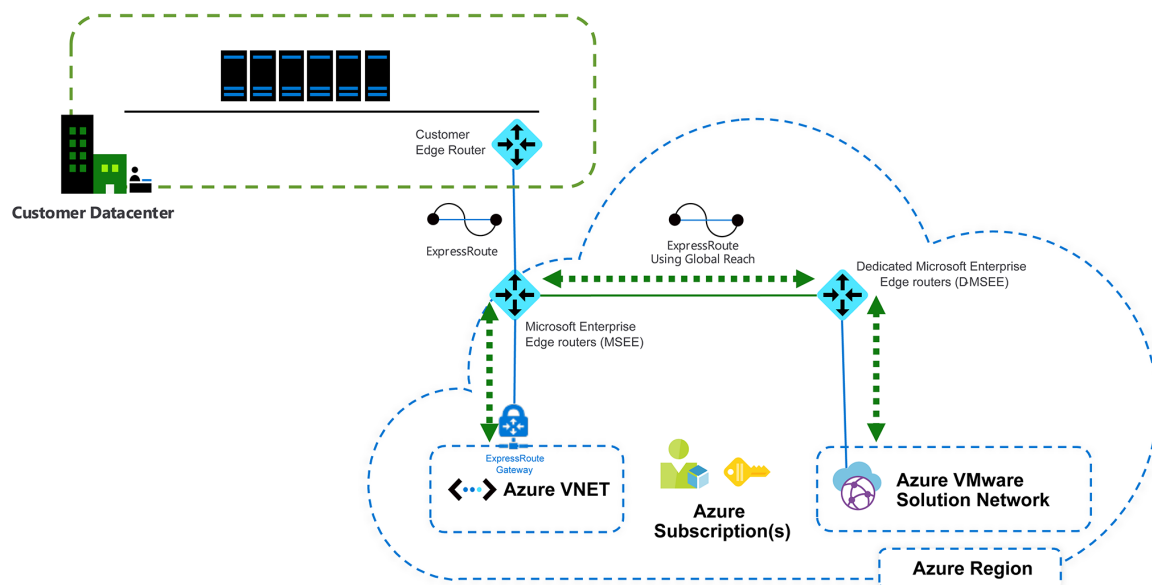 Customer
Edge Router
Customer Datacenter
ExpressRoute
ExpressRoute
Using Global Reach
Dedicated Microsoft Enterprise
Edge routers (D-MSEE)
Microsoft Enterprise
Edge routers (MSEE)
ExpressRoute
Gateway
Azure VNET
Azure
Subscription(s)
Azure VMware
Solution Network
Azure Region